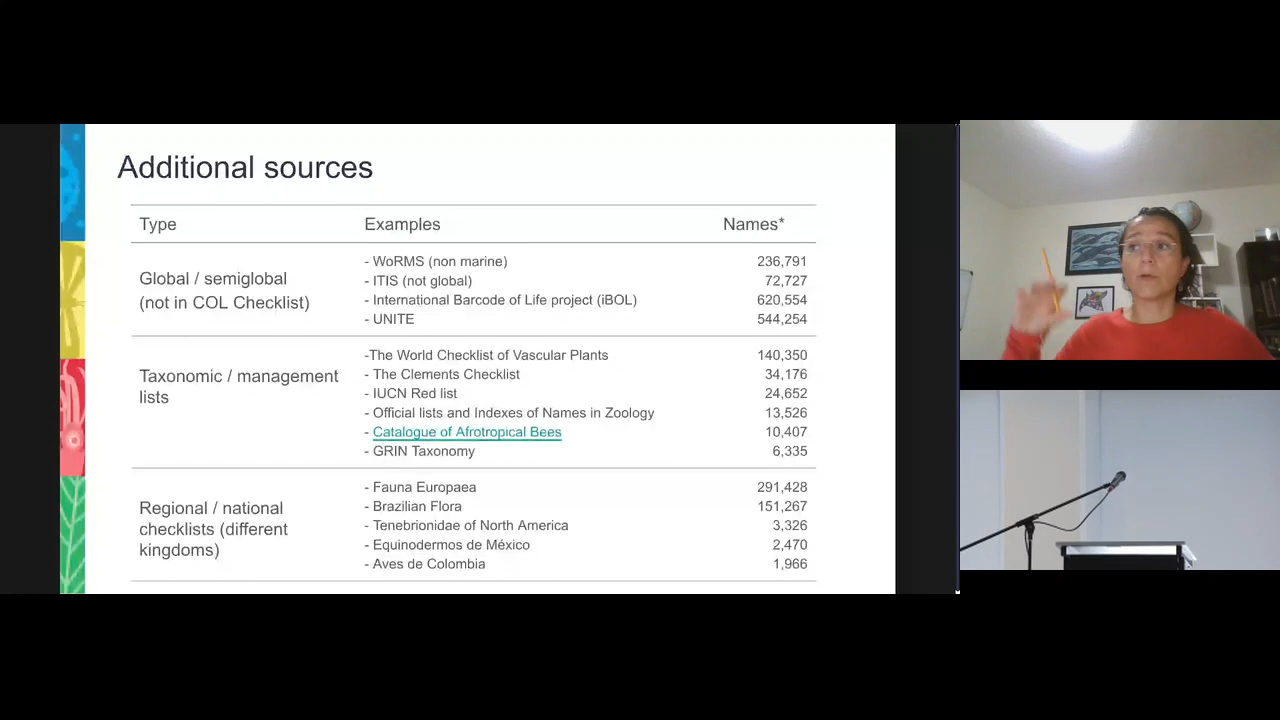 Additional sources
Type Examples Names*
Global / semiglobal
(not in COL Checklist)
- WoRMS (non marine) 236,791
- ITIS (not global) 72,727
- International Barcode of Life project (iBOL) 620,554
- UNITE 544,254
Taxonomic / management
lists
-The World Checklist of Vascular Plants 140,350
- The Clements Checklist 34,176
- IUCN Red list 24,652
- Official lists and Indexes of Names in Zoology 13,526
- Catalogue of Afrotropical Bees 10,407
- GRIN Taxonomy 6,335
Regional / national
checklists (different
kingdoms)
- Fauna Europaea 291,428
- Brazilian Flora 151,267
- Tenebrionidae of North America 3,326
- Equinodermos de México 2,470
- Aves de Colombia 1,966